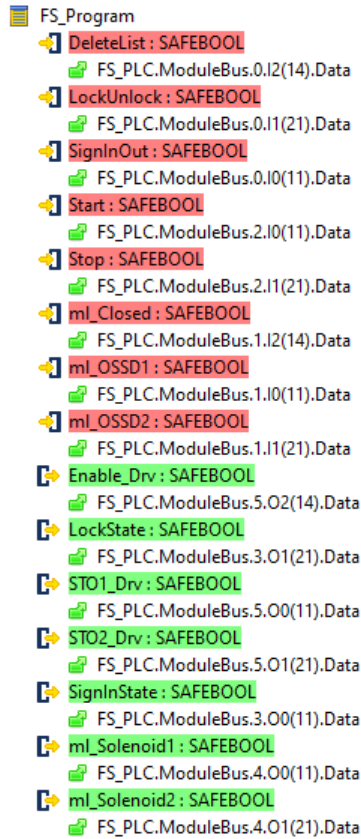 FS_Program
DeleteList : SAFEBOOL
FS_PLC.ModuleBus.0.I2(14).Data
LockUnlock : SAFEBOOL
FS_PLC.ModuleBus.0.I1(21).Data
SignInOut : SAFEBOOL
FS_PLC.ModuleBus.0.I0(11).Data
Start : SAFEBOOL
FS_PLC.ModuleBus.2.I0(11).Data
Stop : SAFEBOOL
FS_PLC.ModuleBus.2.I1(21).Data
ml_Closed : SAFEBOOL
FS_PLC.ModuleBus.1.I2(14).Data
ml_OSSD1 : SAFEBOOL
FS_PLC.ModuleBus.1.I0(11).Data
ml_OSSD2 : SAFEBOOL
FS_PLC.ModuleBus.1.I1(21).Data
Enable_Drv : SAFEBOOL
FS_PLC.ModuleBus.5.O2(14).Data
LockState : SAFEBOOL
FS_PLC.ModuleBus.3.O1(21).Data
STO1_Drv : SAFEBOOL
FS_PLC.ModuleBus.5.O0(11).Data
STO2_Drv : SAFEBOOL
FS_PLC.ModuleBus.5.O1(21).Data
SignInState : SAFEBOOL
FS_PLC.ModuleBus.3.O0(11).Data
ml_Solenoid1 : SAFEBOOL
FS_PLC.ModuleBus.4.O0(11).Data
ml_Solenoid2 : SAFEBOOL
FS_PLC.ModuleBus.4.O1(21).Data